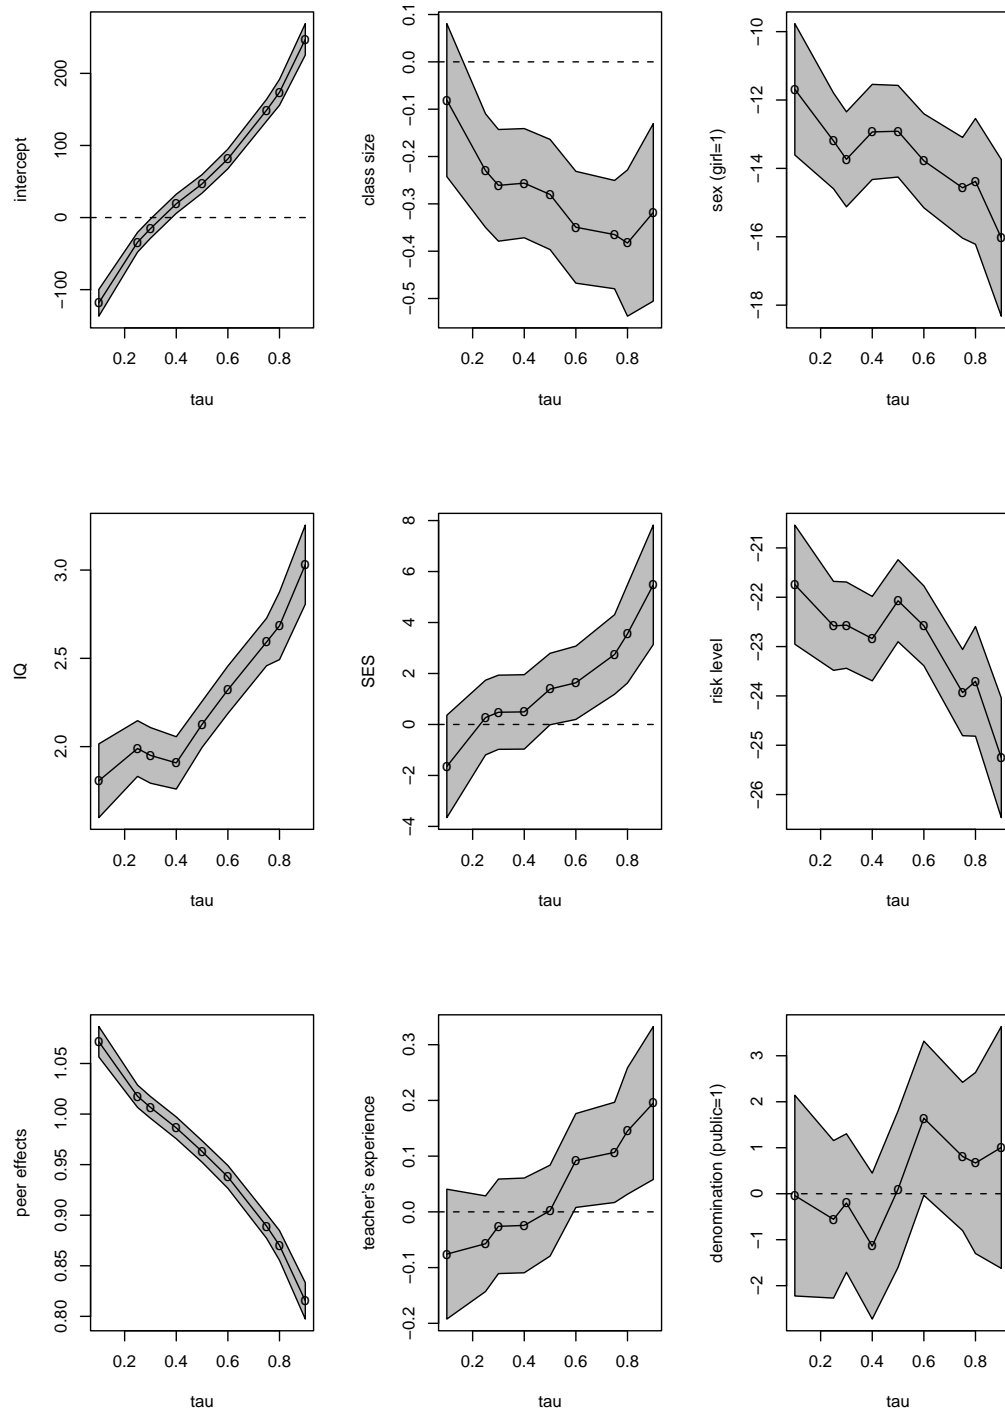 intercept
200
100
0
−100
0.2 0.4 0.6 0.8
tau
class size
0.1
0.0
−0.1
−0.2
−0.3
−0.4
−0.5
0.2 0.4 0.6 0.8
tau
sex (girl=1)
−10
−12
−14
−16
−18
0.2 0.4 0.6 0.8
tau
IQ
3.0
2.5
2.0
0.2 0.4 0.6 0.8
tau
SES
8
6
4
2
0
−2
−4
0.2 0.4 0.6 0.8
tau
risk level
−21
−22
−23
−24
−25
−26
0.2 0.4 0.6 0.8
tau
peer effects
1.05
1.00
0.95
0.90
0.85
0.80
0.2 0.4 0.6 0.8
tau
teacher's experience
0.3
0.2
0.1
0.0
−0.1
−0.2
0.2 0.4 0.6 0.8
tau
denomination (public=1)
3
2
1
0
−1
−2
0.2 0.4 0.6 0.8
tau